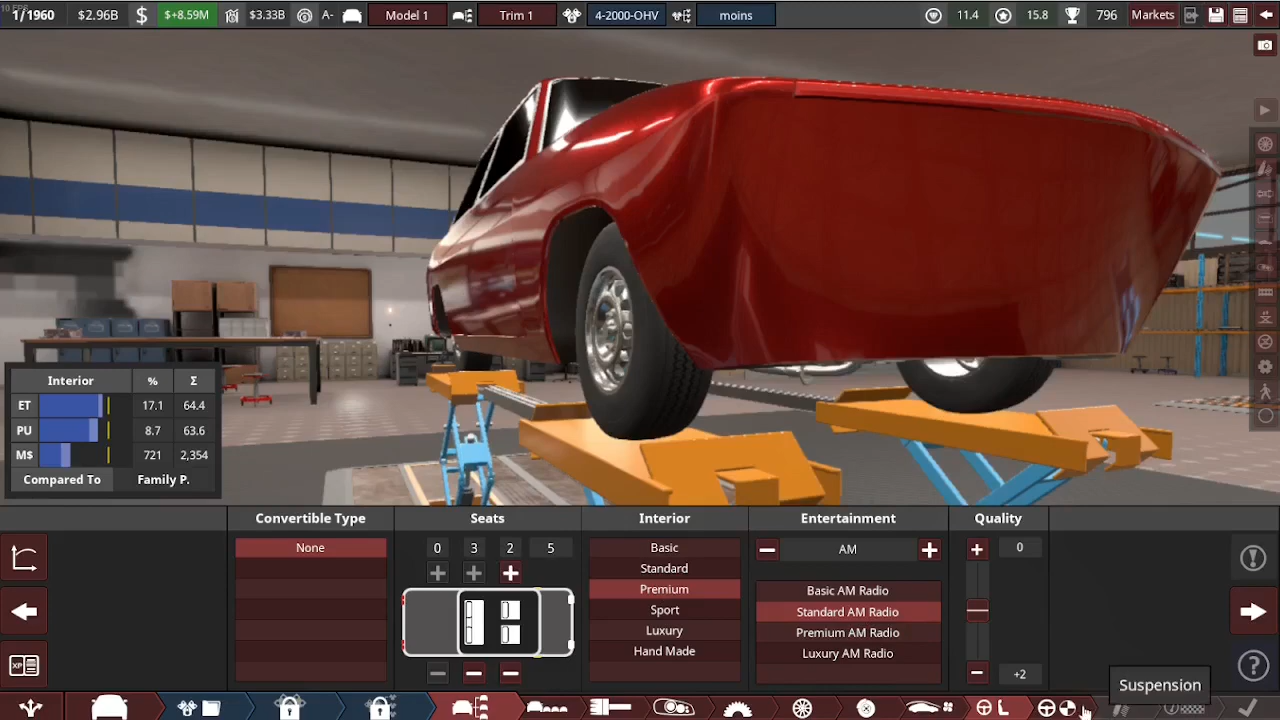 10 FPS
1/1960 $2.96B $ $+8.59M $3.33B A- Model 1 Trim 1 4-2000-OHV moins 11.4 15.8 796 Markets
Interior % Σ
ET 17.1 64.4
PU 8.7 63.6
M$ 721 2,354
Compared To Family P.
Convertible Type Seats Interior Entertainment Quality
None
0 3 2 5
Basic
Standard
Premium
Sport
Luxury
Hand Made
AM
Basic AM Radio
Standard AM Radio
Premium AM Radio
Luxury AM Radio
0
+2
XP
Suspension